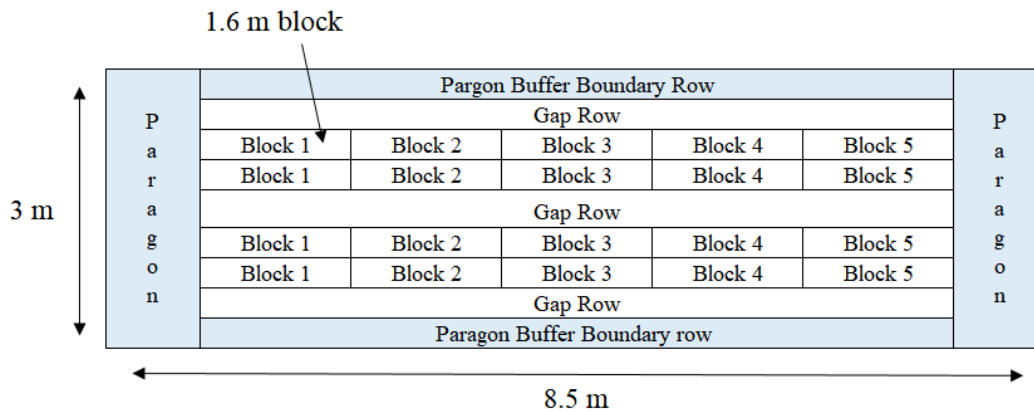 1.6 m block
Pargon Buffer Boundary Row
Gap Row
Block 1 Block 2 Block 3 Block 4 Block 5
Block 1 Block 2 Block 3 Block 4 Block 5
Gap Row
Block 1 Block 2 Block 3 Block 4 Block 5
Block 1 Block 2 Block 3 Block 4 Block 5
Gap Row
Paragon Buffer Boundary row
Paragon
Paragon
3 m
8.5 m